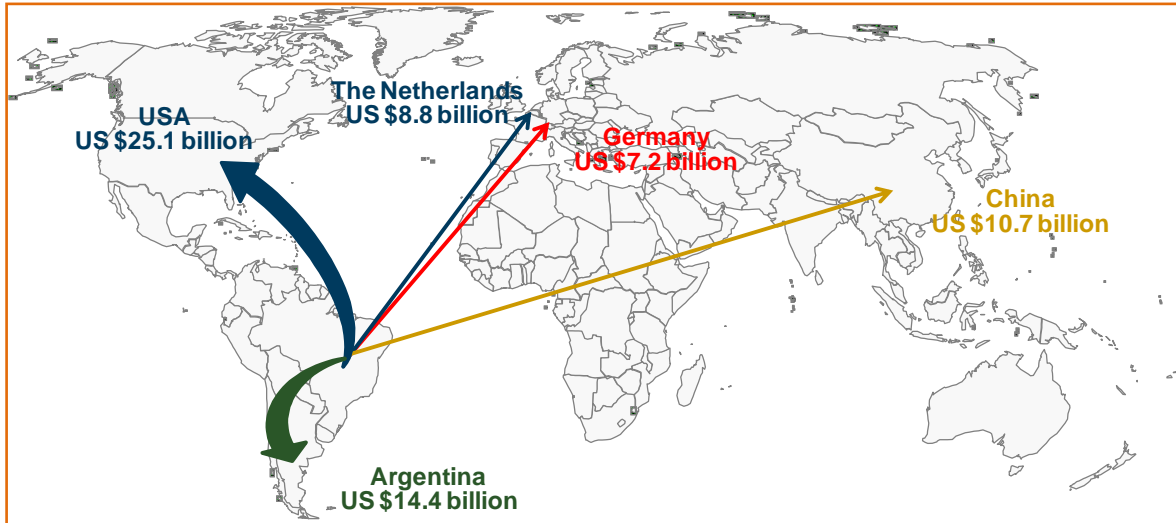 The Netherlands
US $8.8 billion
USA
US $25.1 billion
Germany
US $7.2 billion
China
US $10.7 billion
Argentina
US $14.4 billion